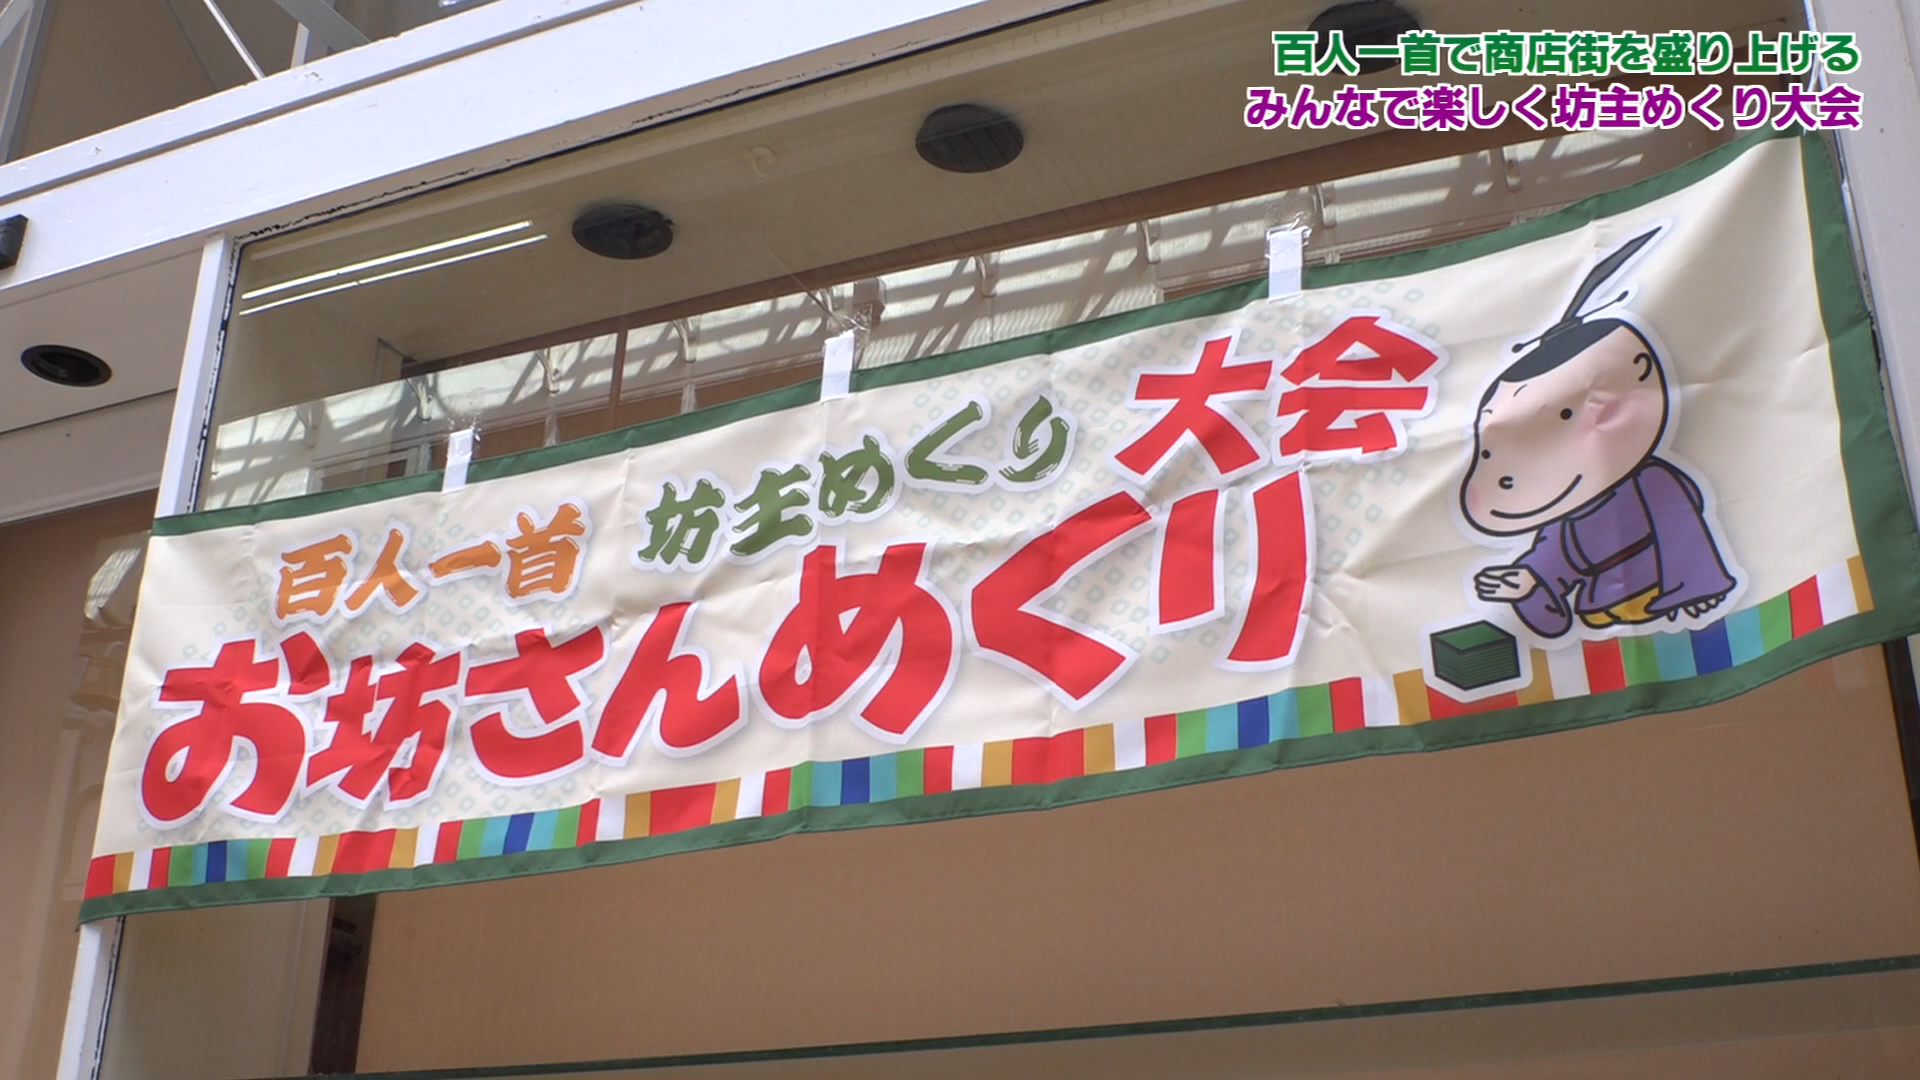 百人一首で商店街を盛り上げる
みんなで楽しく坊主めくり大会
百人一首 坊主めくり 大会
お坊さんめくり